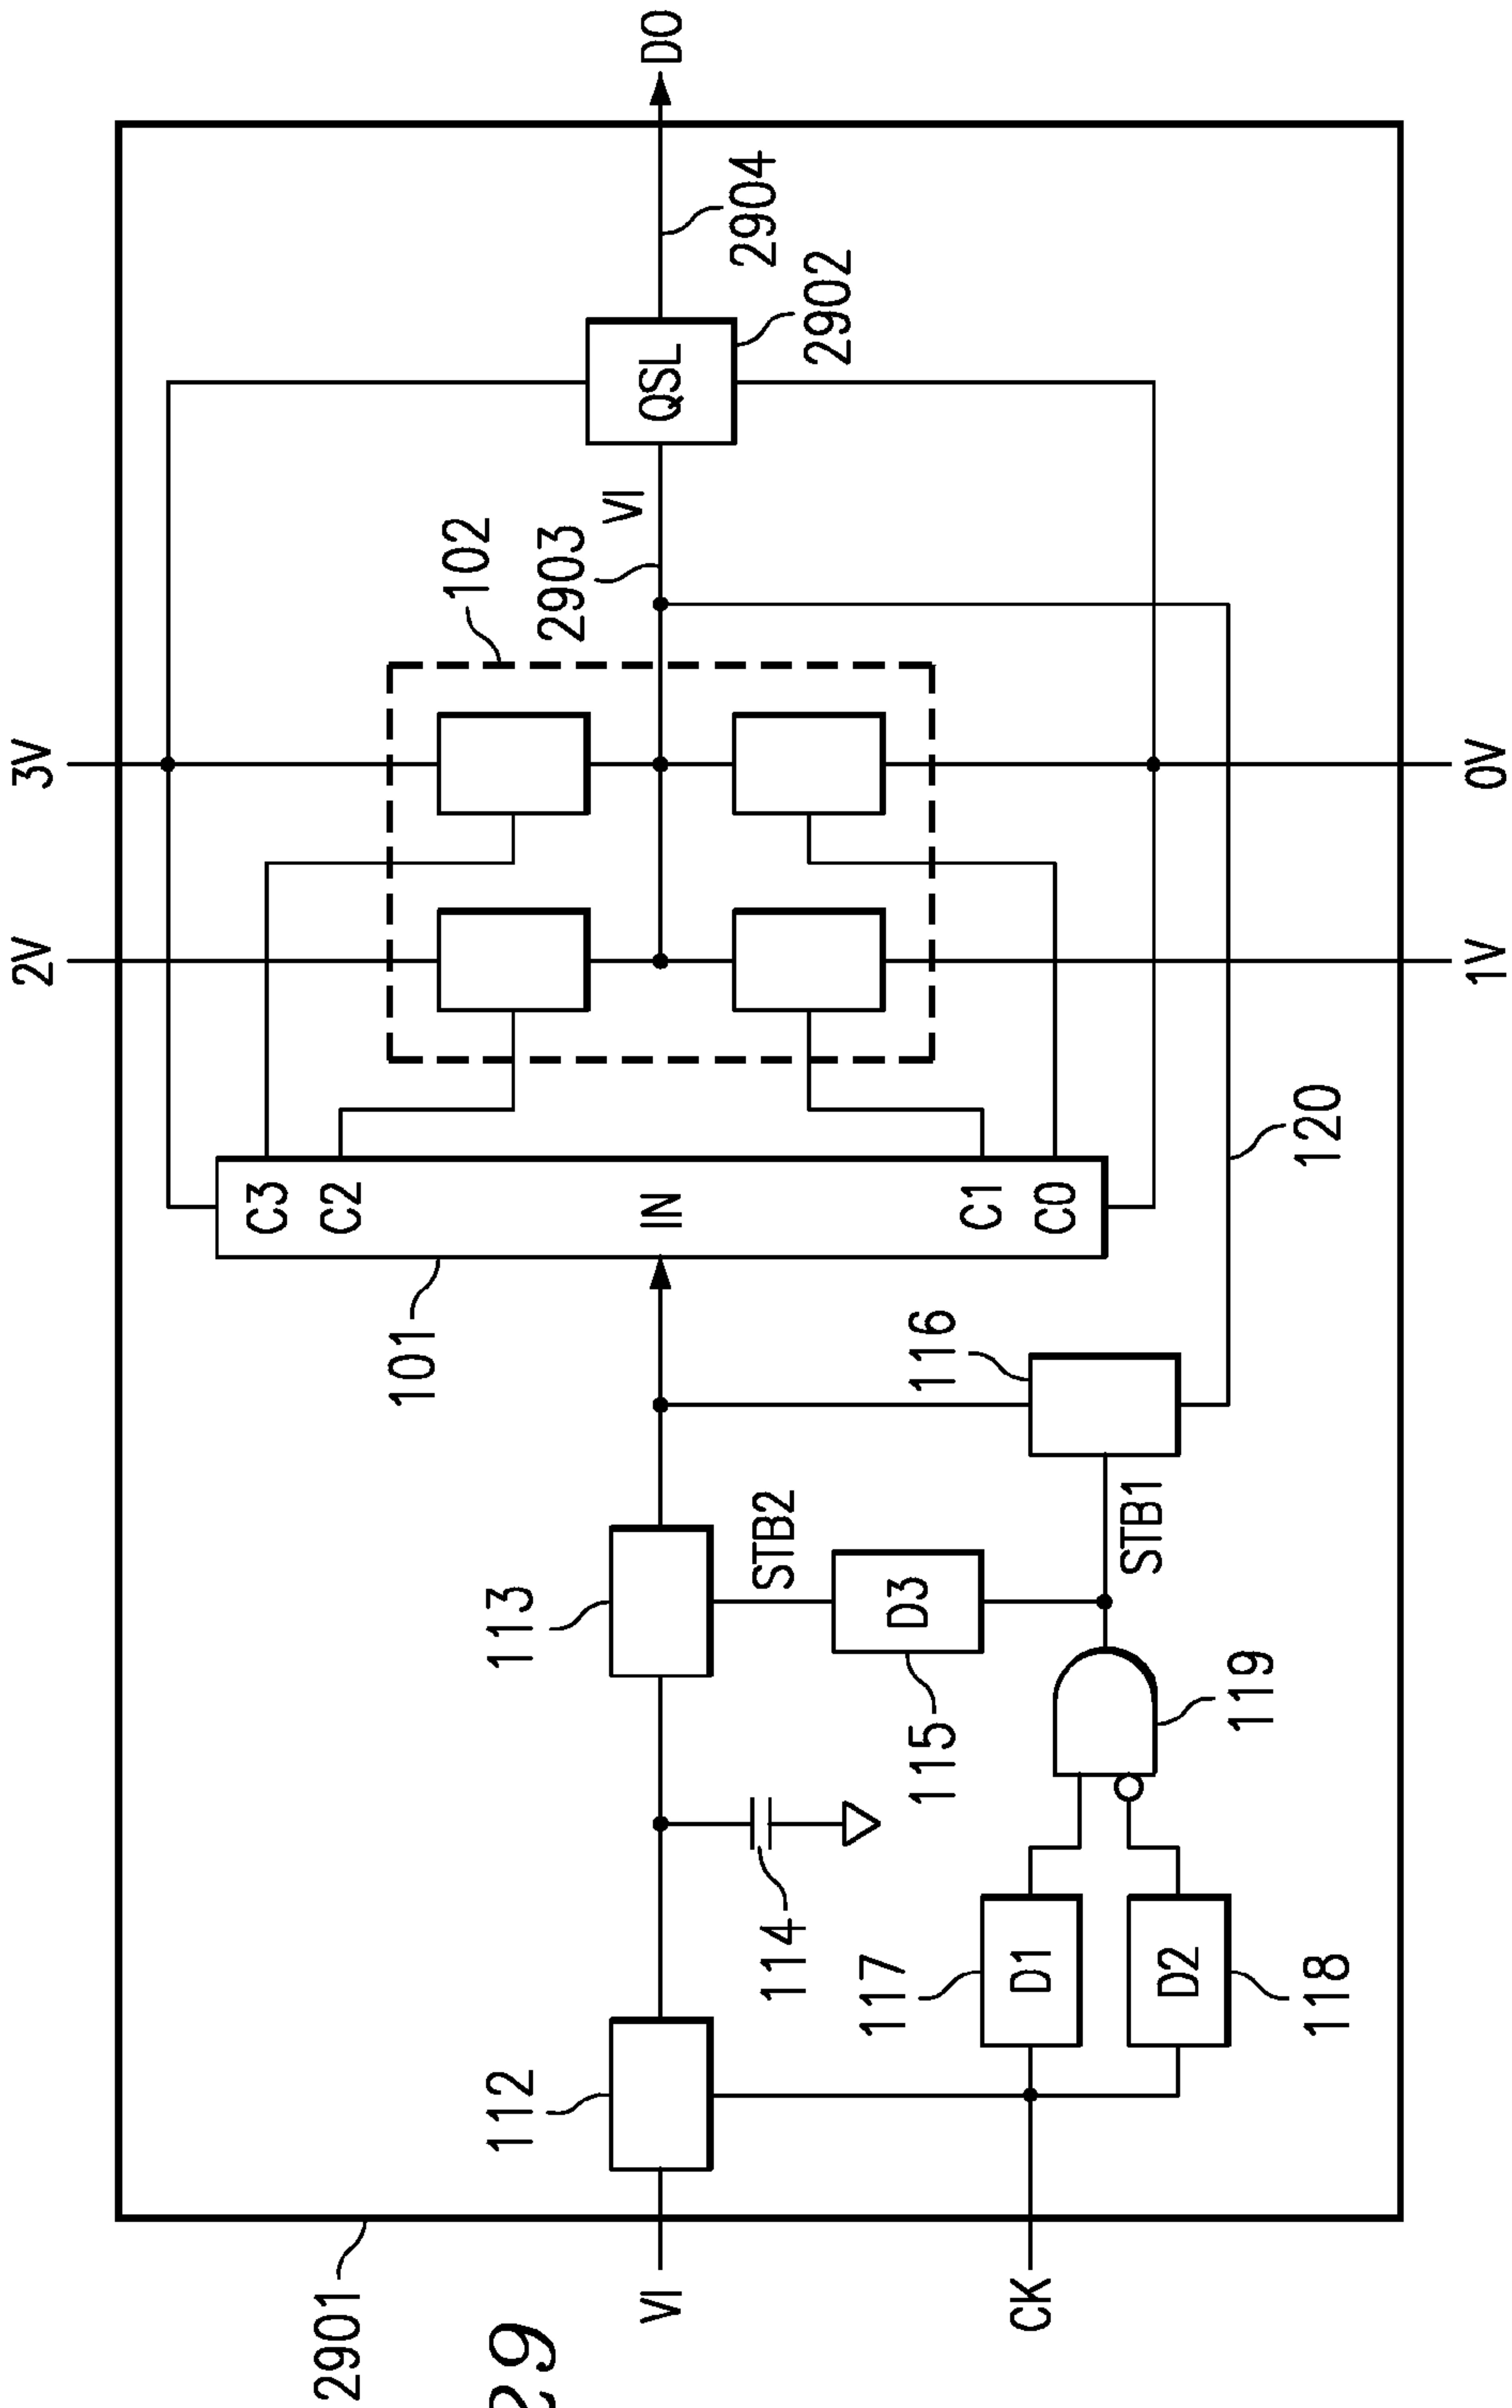 2901
3V
2V
102
2903
VI
101
C3
C2
IN
C1
C0
QSL
2902
2904
D0
113
STB2
116
112
114
115
D3
STB1
VI
117
D1
D2
118
119
120
CK
1V
0V
29